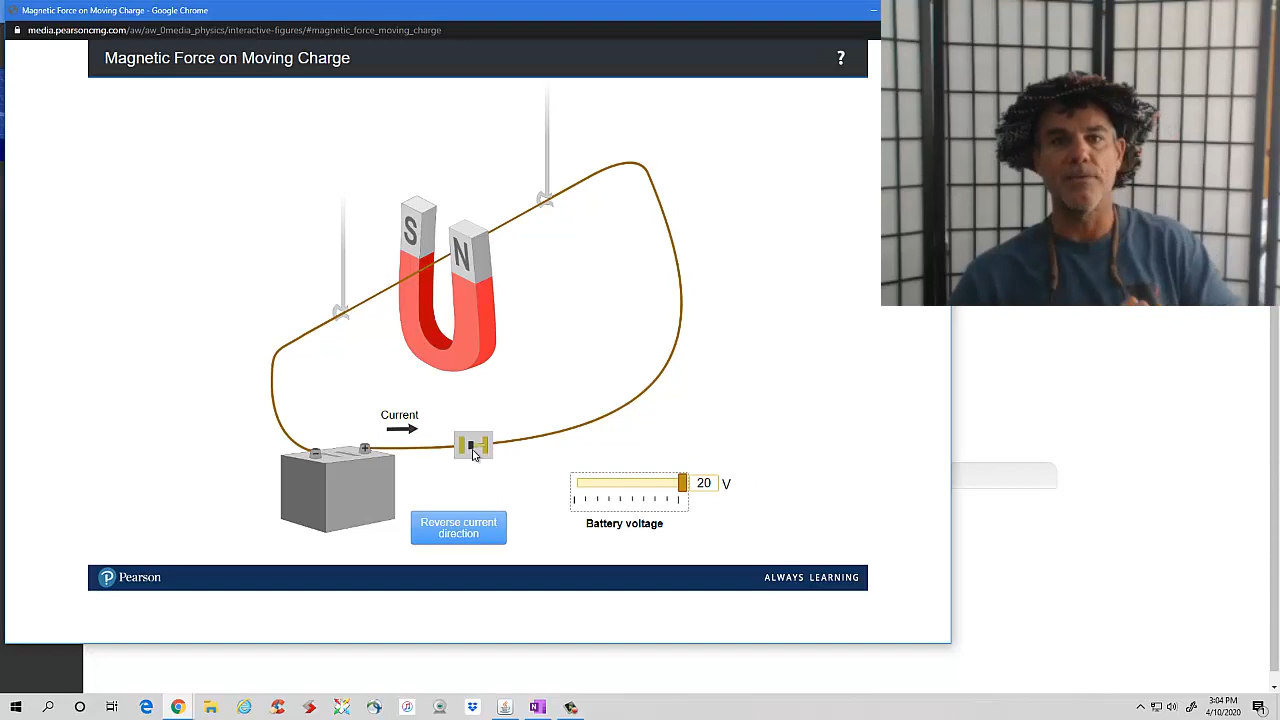 Magnetic Force on Moving Charge - Google Chrome
media.pearsoncmg.com/aw/aw_0media_physics/interactive-figures/#magnetic_force_moving_charge
Magnetic Force on Moving Charge
?
S
N
Current
- +
20 V
Battery voltage
Reverse current
direction
P Pearson
ALWAYS LEARNING
3:04 PM
4/10/2020
1